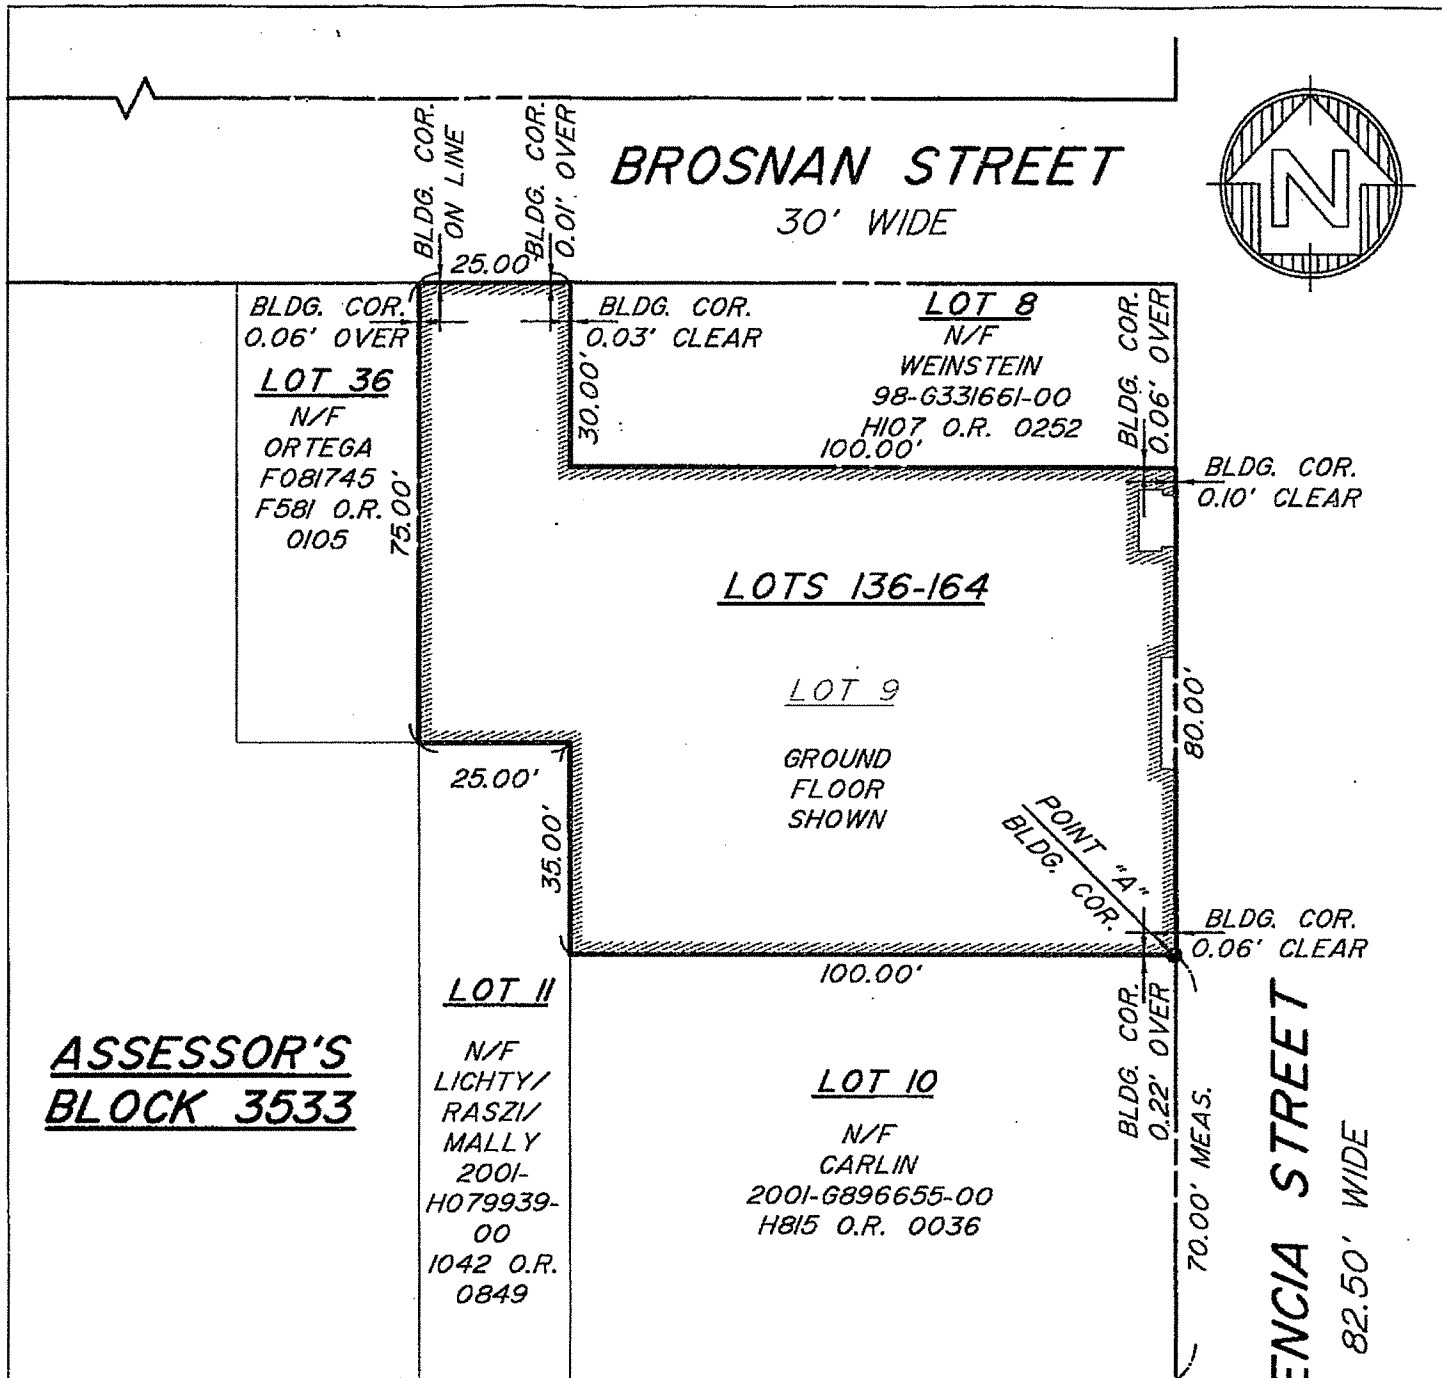 BROSNAN STREET
30' WIDE
N
BLDG. COR.
ON LINE
BLDG. COR.
0.01' OVER
25.00'
BLDG. COR.
0.06' OVER
BLDG. COR.
0.03' CLEAR
LOT 8
N/F
WEINSTEIN
98-G331661-00
H107 O.R. 0252
BLDG. COR.
0.06' OVER
LOT 36
N/F
ORTEGA
F081745
F581 O.R.
0105
75.00'
30.00'
100.00'
BLDG. COR.
0.10' CLEAR
LOTS 136-164
LOT 9
GROUND
FLOOR
SHOWN
80.00'
25.00'
35.00'
POINT "A"
BLDG. COR.
BLDG. COR.
0.06' CLEAR
100.00'
BLDG. COR.
0.22' OVER
LOT 11
N/F
LICHTY/
RASZI/
MALLY
2001-
H079939-
00
1042 O.R.
0849
ASSESSOR'S
BLOCK 3533
LOT 10
N/F
CARLIN
2001-G896655-00
H815 O.R. 0036
70.00' MEAS.
ENCIA STREET
82.50' WIDE